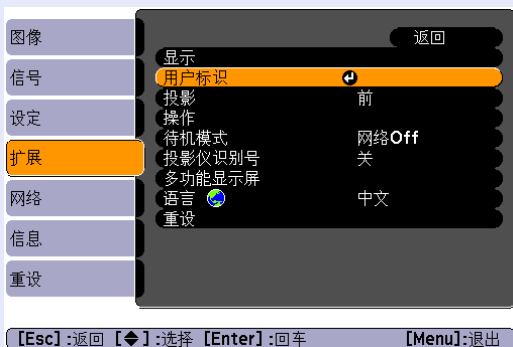 图像
信号
设定
扩展
网络
信息
重设
返回
显示
用户标识
投影 前
操作
待机模式 网络Off
投影仪识别号 关
多功能显示屏
语言 中文
重设
[Esc]:返回 [◆]:选择 [Enter]:回车 [Menu]:退出